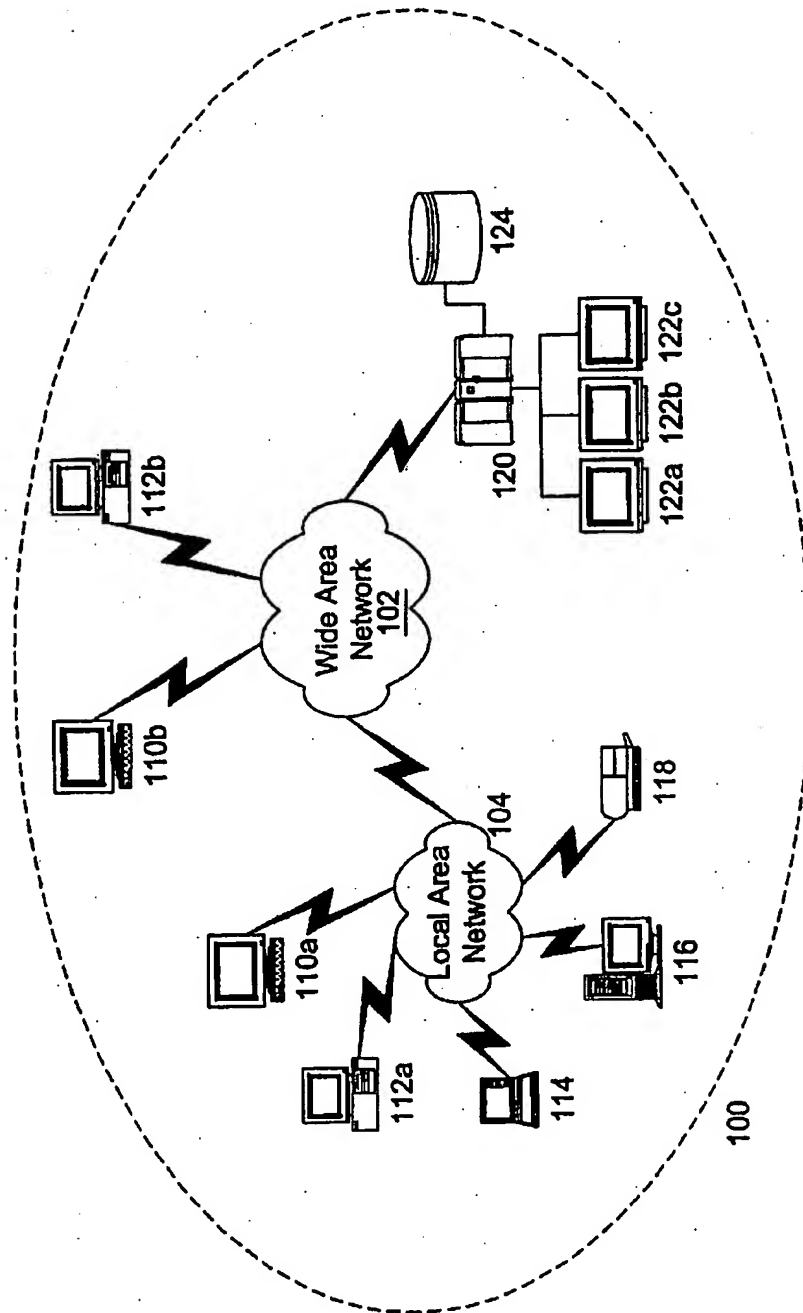 112b
110b
Wide Area
Network
102
124
120
122a
122b
122c
110a
104
Local Area
Network
112a
114
116
118
100